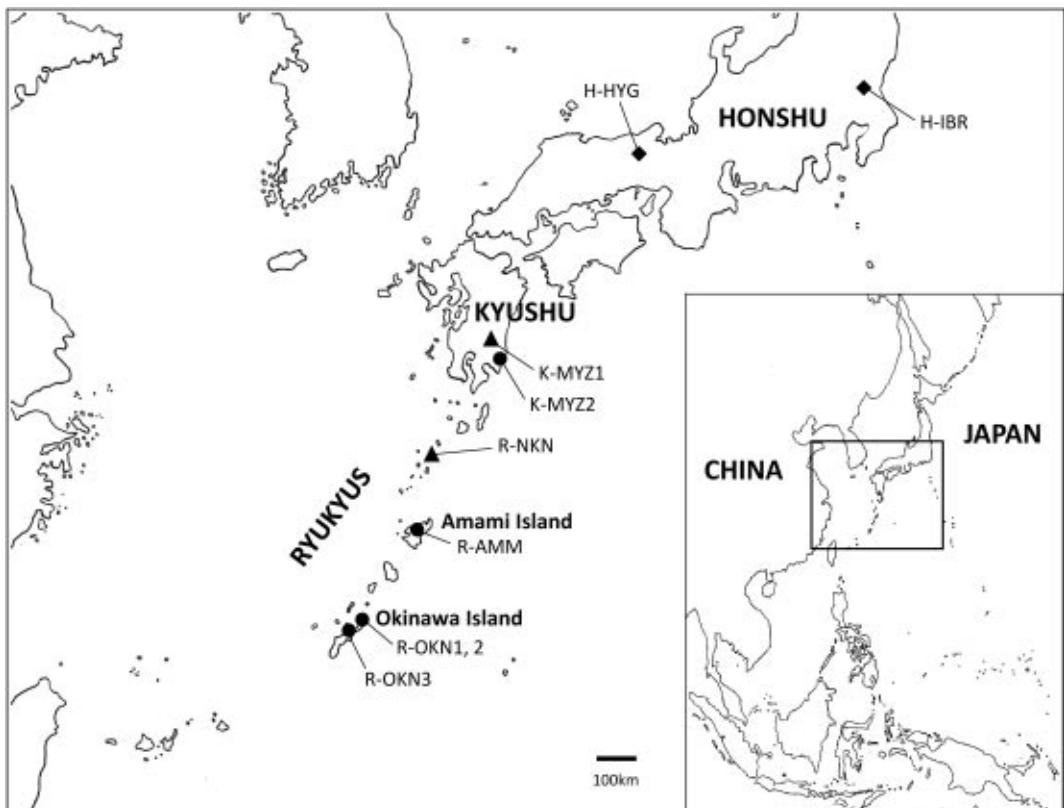 H-HYG
HONSHU
H-IBR
KYUSHU
K-MYZ1
K-MYZ2
R-NKN
RYUKYUS
Amami Island
R-AMM
Okinawa Island
R-OKN1, 2
R-OKN3
100km
JAPAN
CHINA